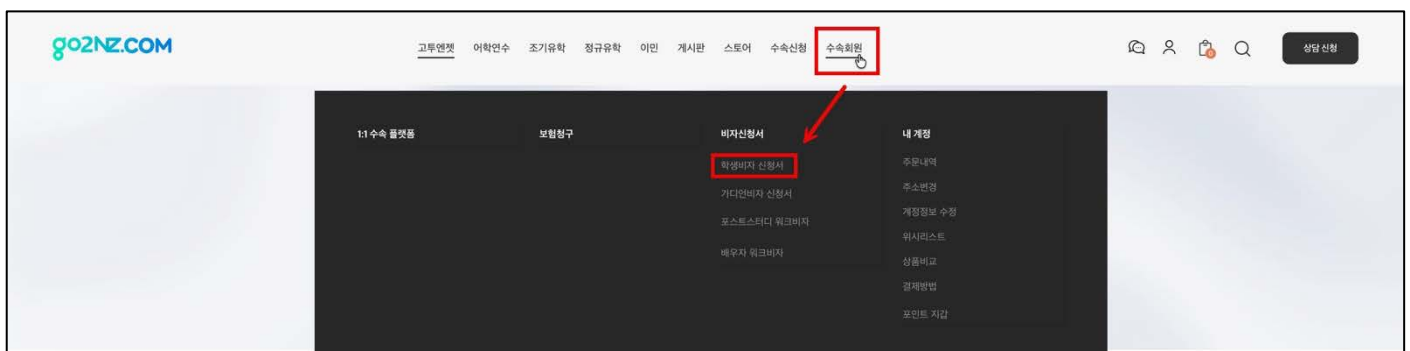 go2NZ.COM
고투엔젯 어학연수 조기유학 정규유학 이민 게시판 스토어 수속신청 수속회원
0
상담 신청
1:1 수속 플랫폼
보험청구
비자신청서
학생비자 신청서
가디언비자 신청서
포스트스터디 워크비자
배우자 워크비자
내 계정
주문내역
주소변경
계정정보 수정
위시리스트
상품비교
결제방법
포인트 지갑